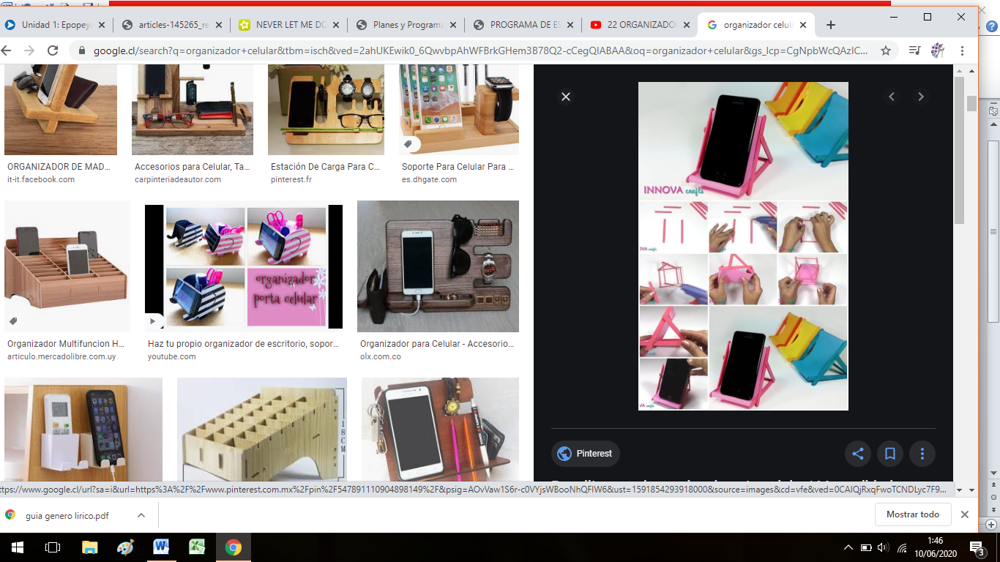 Unidad 1: Epopeya
articles-145265_re
NEVER LET ME DO
Planes y Programa
PROGRAMA DE ES
22 ORGANIZADO
organizador celula
google.cl/search?q=organizador+celular&tbm=isch&ved=2ahUKEwik0_6QwvbpAhWFBrkGHem3B78Q2-cCegQIABAA&oq=organizador+celular&gs_lcp=CgNpbWcQAzIC...
ORGANIZADOR DE MAD...
it-it.facebook.com
Accesorios para Celular, Ta...
carpinteriadeautor.com
Estación De Carga Para C...
pinterest.fr
Soporte Para Celular Para ...
es.dhgate.com
organizador
porta celular
Organizador Multifuncion H...
articulo.mercadolibre.com.uy
Haz tu propio organizador de escritorio, sopor...
youtube.com
Organizador para Celular - Accesorio...
olx.com.co
18CM
INNOVA crafts
Pinterest
ttps://www.google.cl/url?sa=i&url=https%3A%2F%2Fwww.pinterest.com.mx%2Fpin%2F547891110904898149%2F&psig=AOvVaw1S6r-c0VYjsWBooNhQFIW6&ust=1591854293918000&source=images&cd=vfe&ved=0CAIQjRxqFwoTCNDLyc7F9...
guia genero lirico.pdf
Mostrar todo
1:46
10/06/2020
3